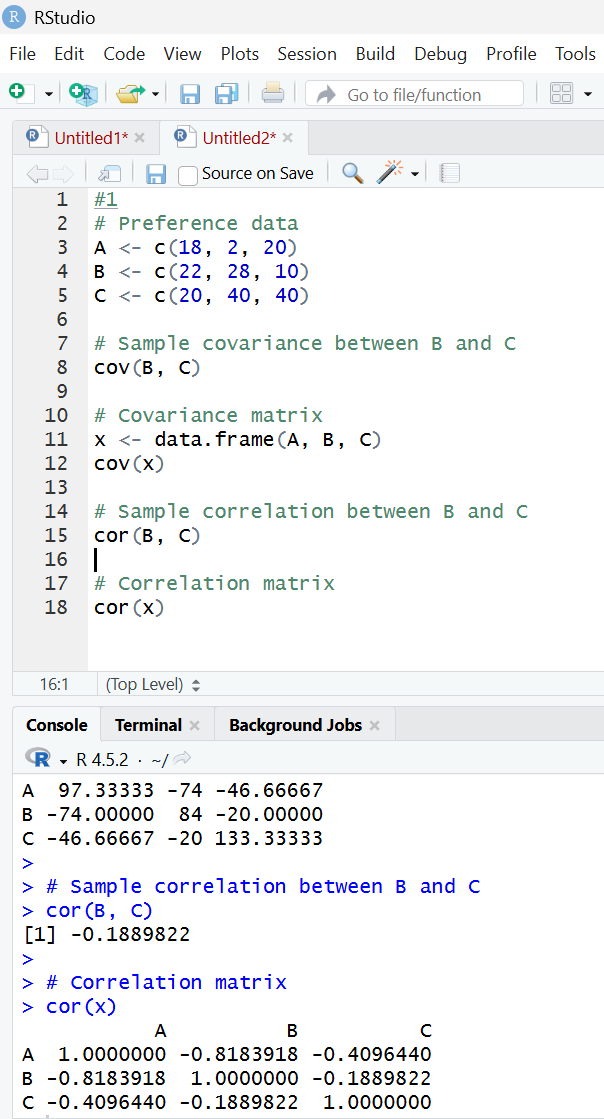 R RStudio
File Edit Code View Plots Session Build Debug Profile Tools
Go to file/function
Untitled1* Untitled2*
Source on Save
1 #1
2 # Preference data
3 A <- c(18, 2, 20)
4 B <- c(22, 28, 10)
5 C <- c(20, 40, 40)
6
7 # Sample covariance between B and C
8 cov(B, C)
9
10 # Covariance matrix
11 x <- data.frame(A, B, C)
12 cov(x)
13
14 # Sample correlation between B and C
15 cor(B, C)
16
17 # Correlation matrix
18 cor(x)
16:1 (Top Level)
Console Terminal Background Jobs
R R 4.5.2 · ~/
A 97.33333 -74 -46.66667
B -74.00000 84 -20.00000
C -46.66667 -20 133.33333
>
> # Sample correlation between B and C
> cor(B, C)
[1] -0.1889822
>
> # Correlation matrix
> cor(x)
A B C
A 1.0000000 -0.8183918 -0.4096440
B -0.8183918 1.0000000 -0.1889822
C -0.4096440 -0.1889822 1.0000000